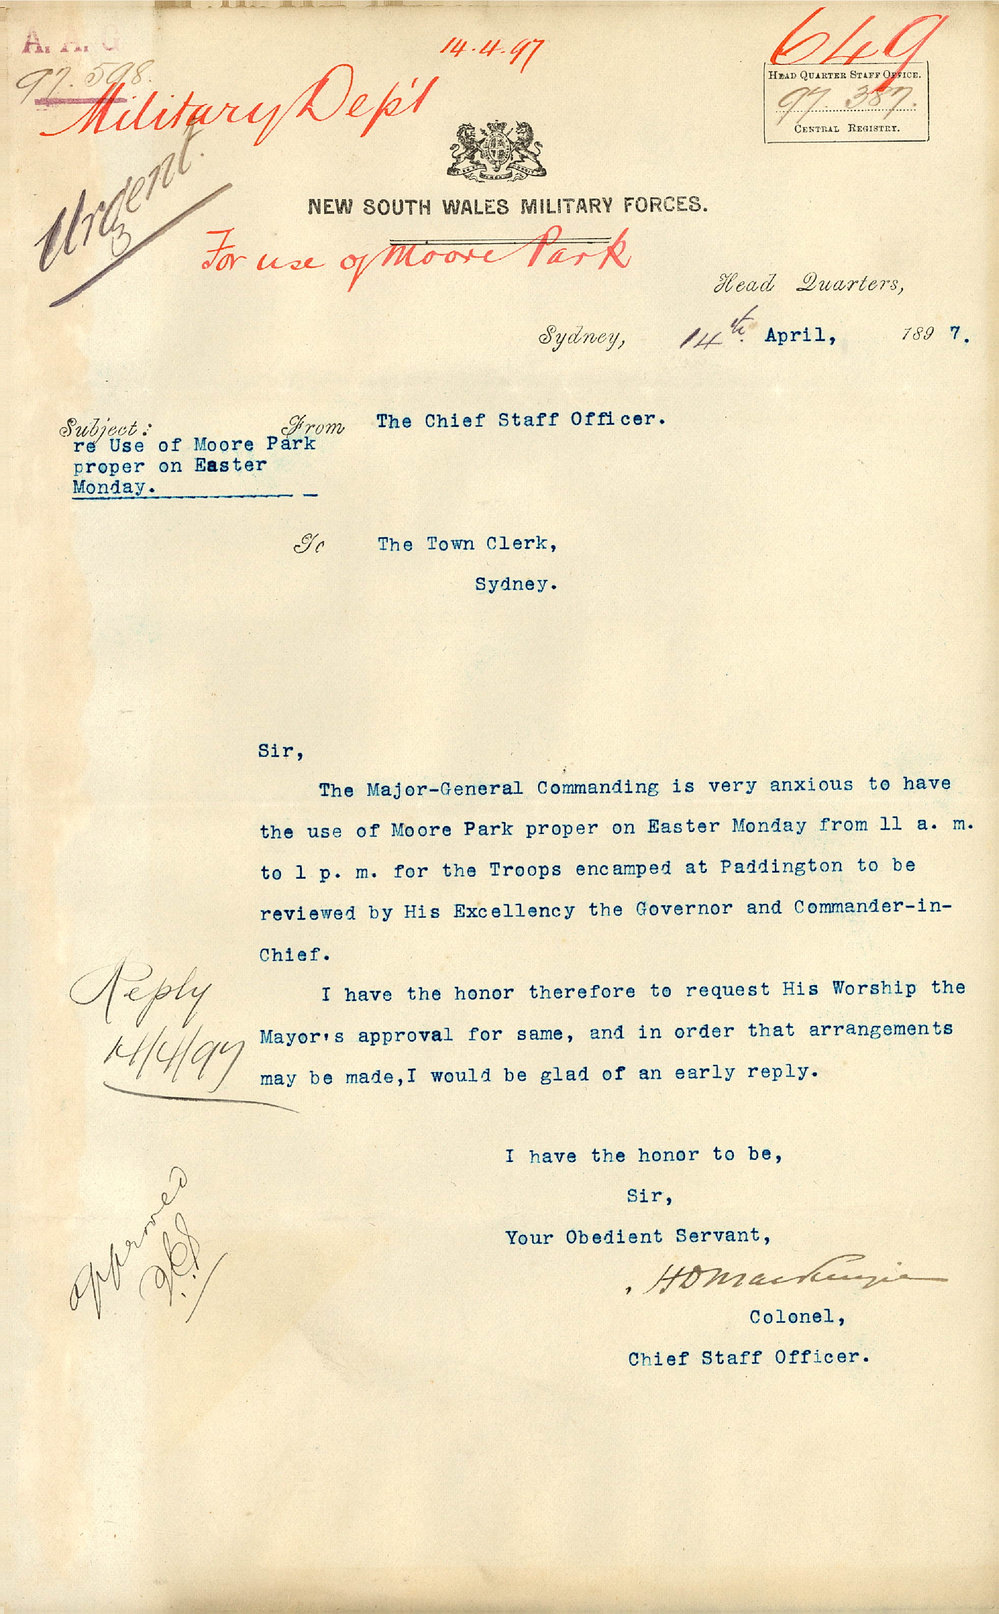 A. A. G
97.598.
14.4.97
649
Military Dep't
HEAD QUARTER STAFF OFFICE.
97. 387.
CENTRAL REGISTRY.
Urgent.
NEW SOUTH WALES MILITARY FORCES.
For use of Moore Park
Head Quarters,
Sydney, 14th. April, 1897.
Subject: From The Chief Staff Officer.
re Use of Moore Park
proper on Easter
Monday.
To The Town Clerk,
Sydney.
Sir,
The Major-General Commanding is very anxious to have
the use of Moore Park proper on Easter Monday from 11 a. m.
to 1 p. m. for the Troops encamped at Paddington to be
reviewed by His Excellency the Governor and Commander-in-
Chief.
I have the honor therefore to request His Worship the
Mayor's approval for same, and in order that arrangements
may be made,I would be glad of an early reply.
Reply
14/4/97
I have the honor to be,
Sir,
Your Obedient Servant,
approved
HDMacKenzie
Colonel,
Chief Staff Officer.